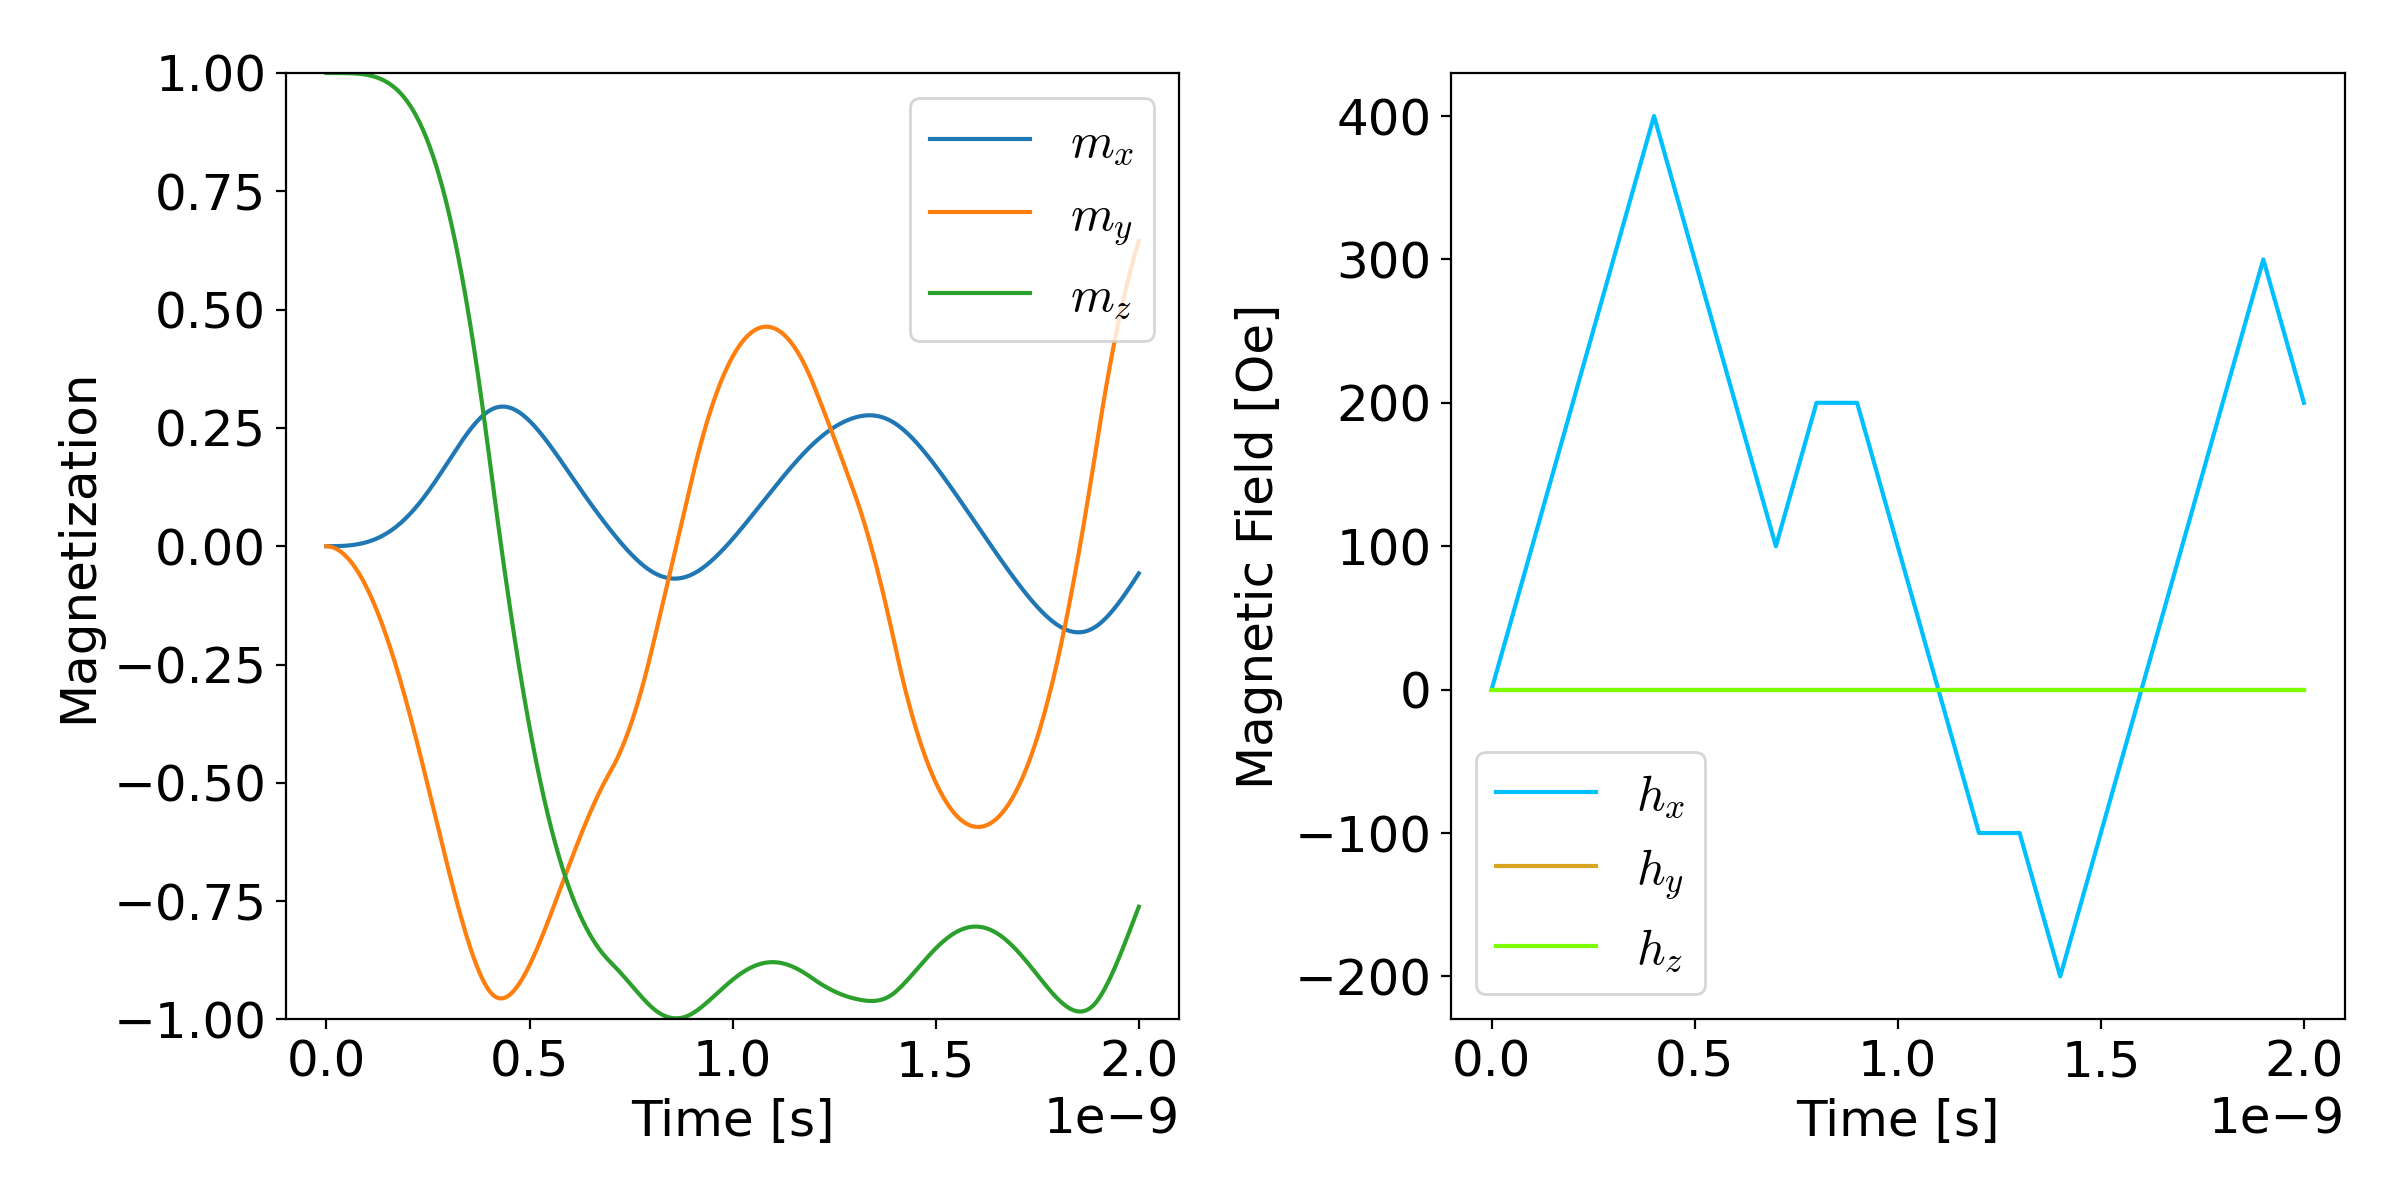 1.00
0.75
0.50
0.25
0.00
−0.25
−0.50
−0.75
−1.00
Magnetization
m_x
m_y
m_z
0.0 0.5 1.0 1.5 2.0
Time [s]
1e−9
400
300
200
100
0
−100
−200
Magnetic Field [Oe]
h_x
h_y
h_z
0.0 0.5 1.0 1.5 2.0
Time [s]
1e−9